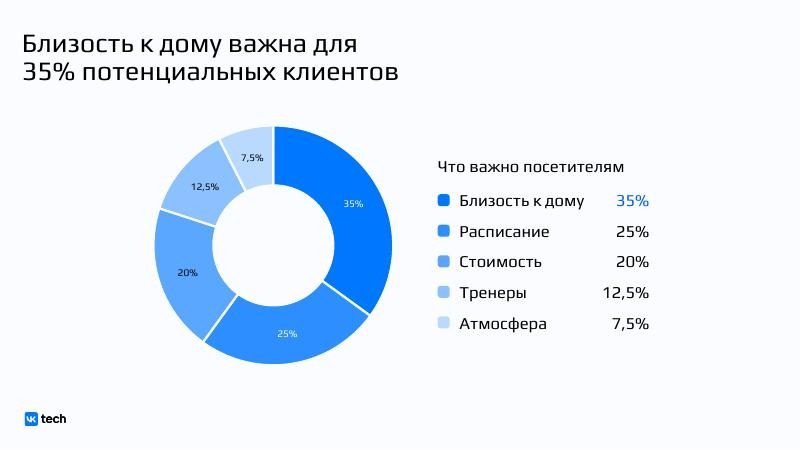 Близость к дому важна для
35% потенциальных клиентов
7,5%
12,5%
35%
20%
25%
Что важно посетителям
Близость к дому 35%
Расписание 25%
Стоимость 20%
Тренеры 12,5%
Атмосфера 7,5%
VK tech